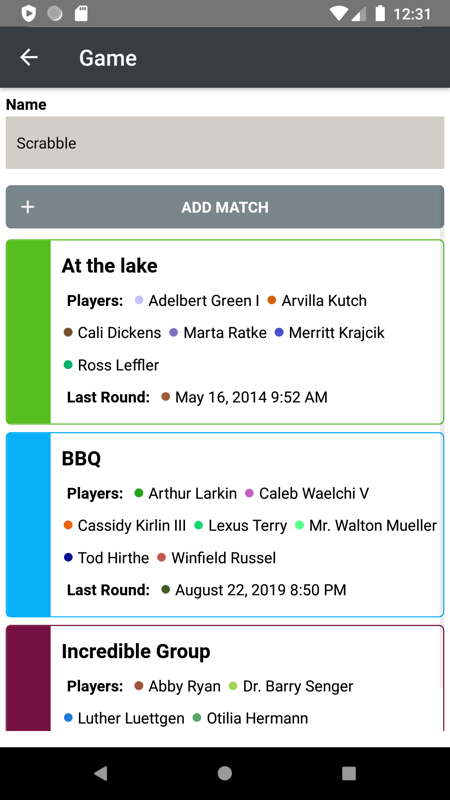 12:31
Game
Name
Scrabble
ADD MATCH
At the lake
Players: Adelbert Green I Arvilla Kutch
Cali Dickens Marta Ratke Merritt Krajcik
Ross Leffler
Last Round: May 16, 2014 9:52 AM
BBQ
Players: Arthur Larkin Caleb Waelchi V
Cassidy Kirlin III Lexus Terry Mr. Walton Mueller
Tod Hirthe Winfield Russel
Last Round: August 22, 2019 8:50 PM
Incredible Group
Players: Abby Ryan Dr. Barry Senger
Luther Luettgen Otilia Hermann